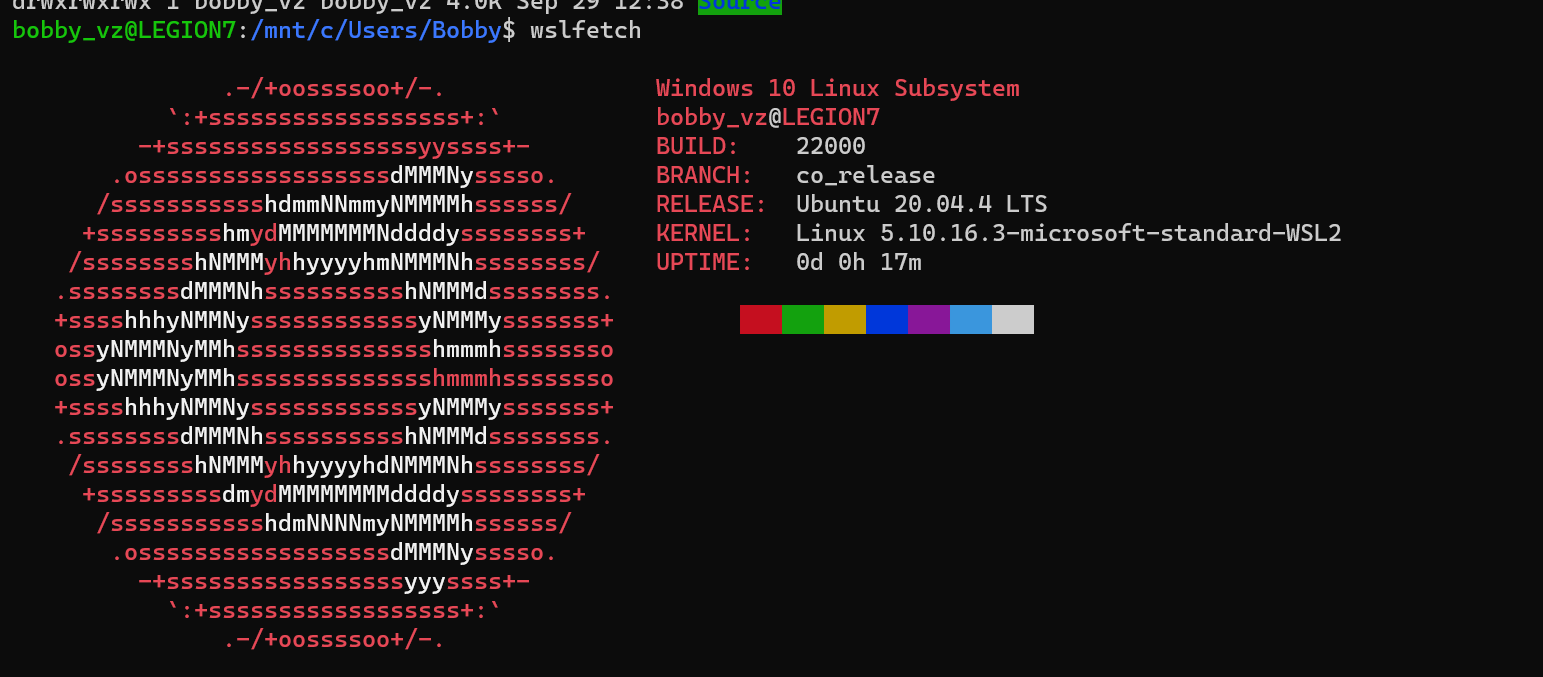 drwxrwxrwx 1 bobby_vz bobby_vz 4.0K Sep 29 12:38 Source
bobby_vz@LEGION7:/mnt/c/Users/Bobby$ wslfetch
.-/+oossssoo+/-. Windows 10 Linux Subsystem
`:+ssssssssssssssssss+:` bobby_vz@LEGION7
-+ssssssssssssssssssyyssss+- BUILD: 22000
.ossssssssssssssssssdMMMNysssso. BRANCH: co_release
/ssssssssssshdmmNNmmyNMMMMhssssss/ RELEASE: Ubuntu 20.04.4 LTS
+ssssssssshmydMMMMMMMNddddyssssssss+ KERNEL: Linux 5.10.16.3-microsoft-standard-WSL2
/sssssssshNMMMyhhyyyyhmNMMMNhssssssss/ UPTIME: 0d 0h 17m
.ssssssssdMMMNhsssssssssshNMMMdssssssss.
+sssshhhyNMMNyssssssssssssyNMMMysssssss+
ossyNMMMNyMMhsssssssssssssshmmmhssssssso
ossyNMMMNyMMhsssssssssssssshmmmhssssssso
+sssshhhyNMMNyssssssssssssyNMMMysssssss+
.ssssssssdMMMNhsssssssssshNMMMdssssssss.
/sssssssshNMMMyhhyyyyhdNMMMNhssssssss/
+sssssssssdmydMMMMMMMMddddyssssssss+
/ssssssssssshdmNNNNmyNMMMMhssssss/
.ossssssssssssssssssdMMMNysssso.
-+sssssssssssssssssyyyssss+-
`:+ssssssssssssssssss+:`
.-/+oossssoo+/-.